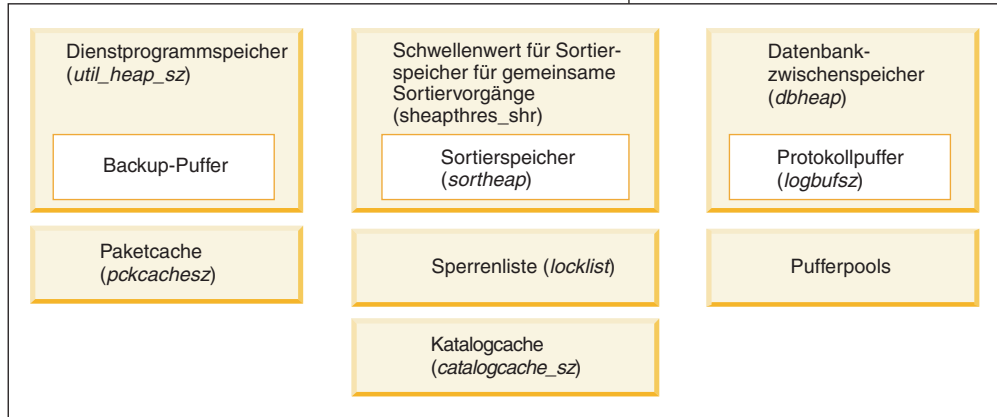 Dienstprogrammspeicher
(util_heap_sz)
Backup-Puffer
Schwellenwert für Sortier-
speicher für gemeinsame
Sortiervorgänge
(sheapthres_shr)
Sortierspeicher
(sortheap)
Datenbank-
zwischenspeicher
(dbheap)
Protokollpuffer
(logbufsz)
Paketcache
(pckcachesz)
Sperrenliste (locklist)
Pufferpools
Katalogcache
(catalogcache_sz)